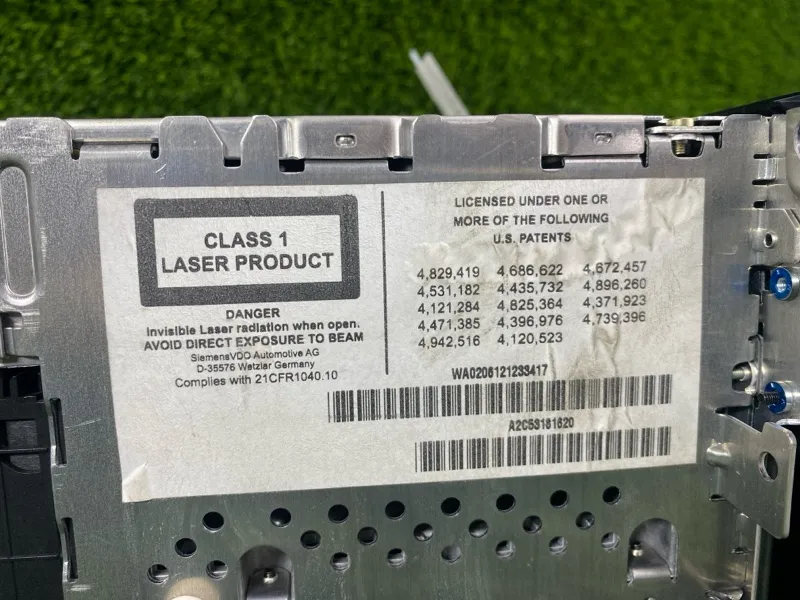 CLASS 1
LASER PRODUCT
DANGER
Invisible Laser radiation when open.
AVOID DIRECT EXPOSURE TO BEAM
SiemensVDO Automotive AG
D-35576 Wetzlar Germany
Complies with 21CFR1040.10
LICENSED UNDER ONE OR
MORE OF THE FOLLOWING
U.S. PATENTS
4,829,419 4,686,622 4,672,457
4,531,182 4,435,732 4,896,260
4,121,284 4,825,364 4,371,923
4,471,385 4,396,976 4,739,396
4,942,516 4,120,523
WA0206121233417
A2C53181620